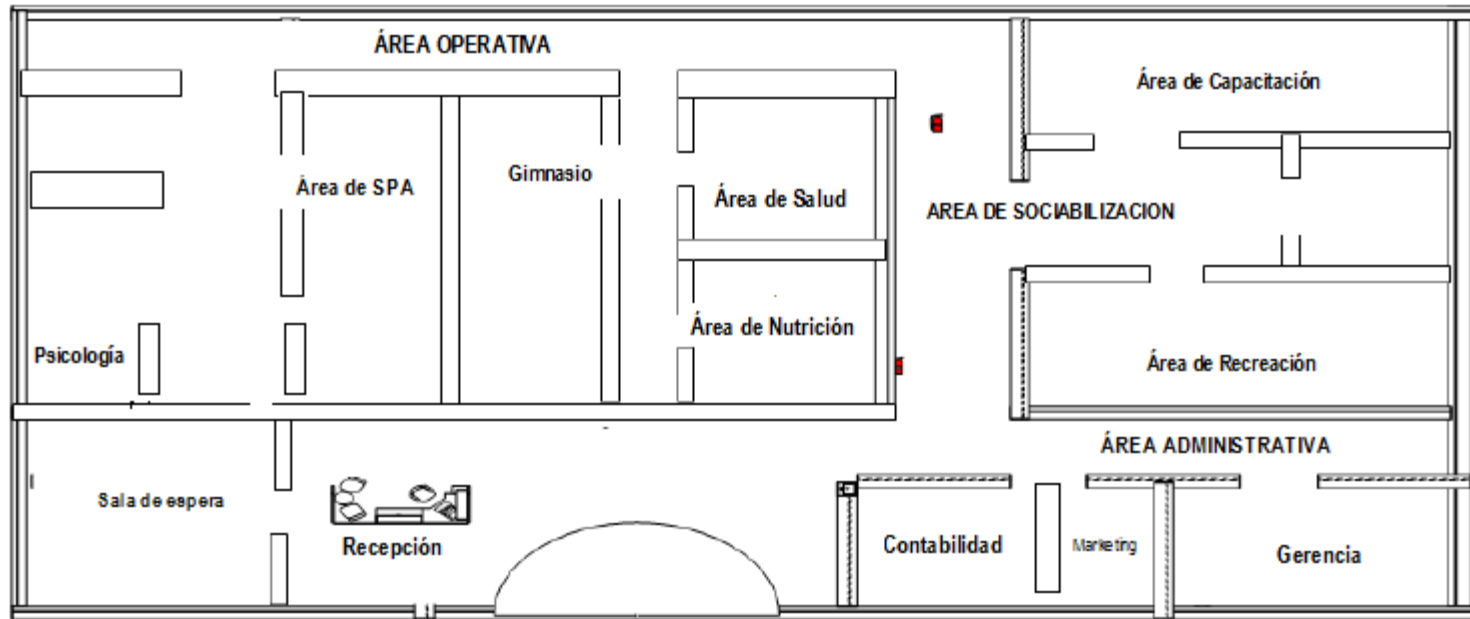 ÁREA OPERATIVA
Área de Capacitación
Gimnasio
Área de SPA
Área de Salud
AREA DE SOCIABILIZACION
Área de Nutrición
Psicología
Área de Recreación
ÁREA ADMINISTRATIVA
Sala de espera
Recepción
Contabilidad
Marketing
Gerencia